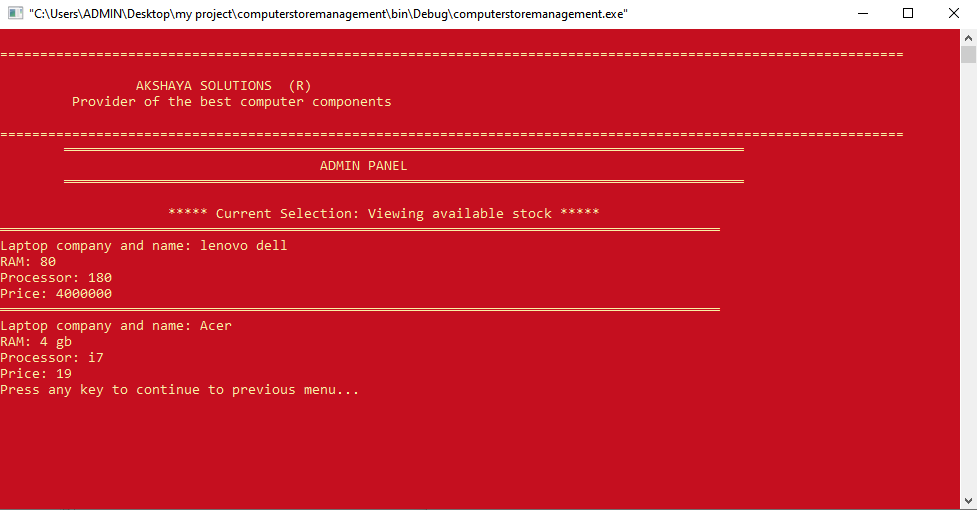 "C:\Users\ADMIN\Desktop\my project\computerstoremanagement\bin\Debug\computerstoremanagement.exe"
=================================================================================================================
AKSHAYA SOLUTIONS (R)
Provider of the best computer components
=================================================================================================================
ADMIN PANEL
***** Current Selection: Viewing available stock *****
Laptop company and name: lenovo dell
RAM: 80
Processor: 180
Price: 4000000
Laptop company and name: Acer
RAM: 4 gb
Processor: i7
Price: 19
Press any key to continue to previous menu...